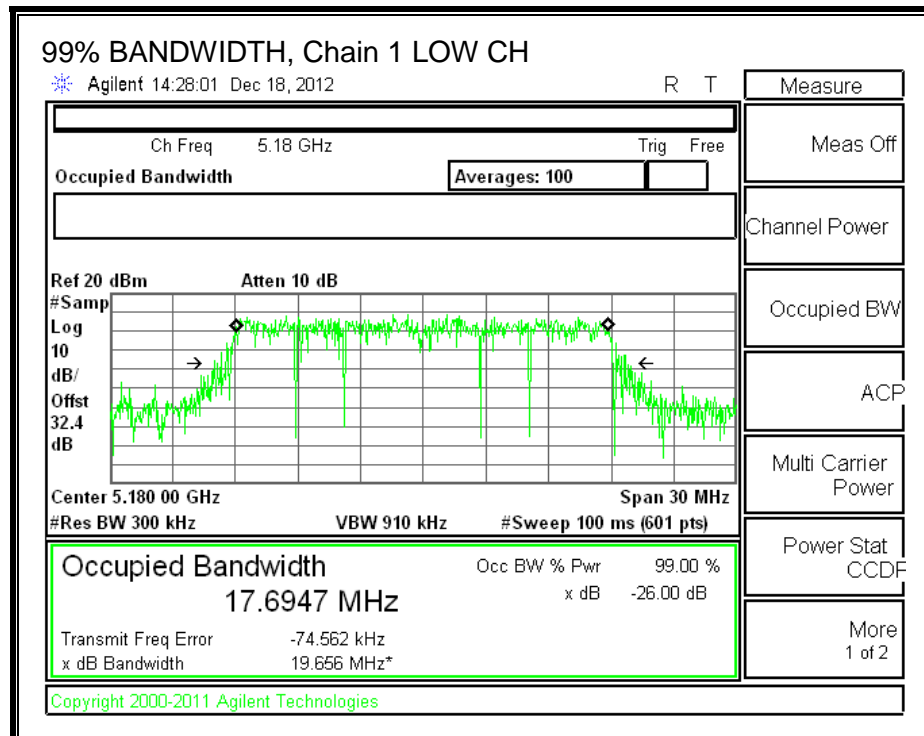 99% BANDWIDTH, Chain 1 LOW CH
Agilent 14:28:01 Dec 18, 2012 R T
Measure
Ch Freq 5.18 GHz Trig Free
Meas Off
Occupied Bandwidth Averages: 100
Channel Power
Ref 20 dBm Atten 10 dB
#Samp
Log
10
dB/
Offst
32.4
dB
Occupied BW
ACP
Center 5.180 00 GHz Span 30 MHz
#Res BW 300 kHz VBW 910 kHz #Sweep 100 ms (601 pts)
Multi Carrier
Power
Occupied Bandwidth Occ BW % Pwr 99.00 %
17.6947 MHz x dB -26.00 dB
Transmit Freq Error -74.562 kHz
x dB Bandwidth 19.656 MHz*
Power Stat
CCDF
More
1 of 2
Copyright 2000-2011 Agilent Technologies